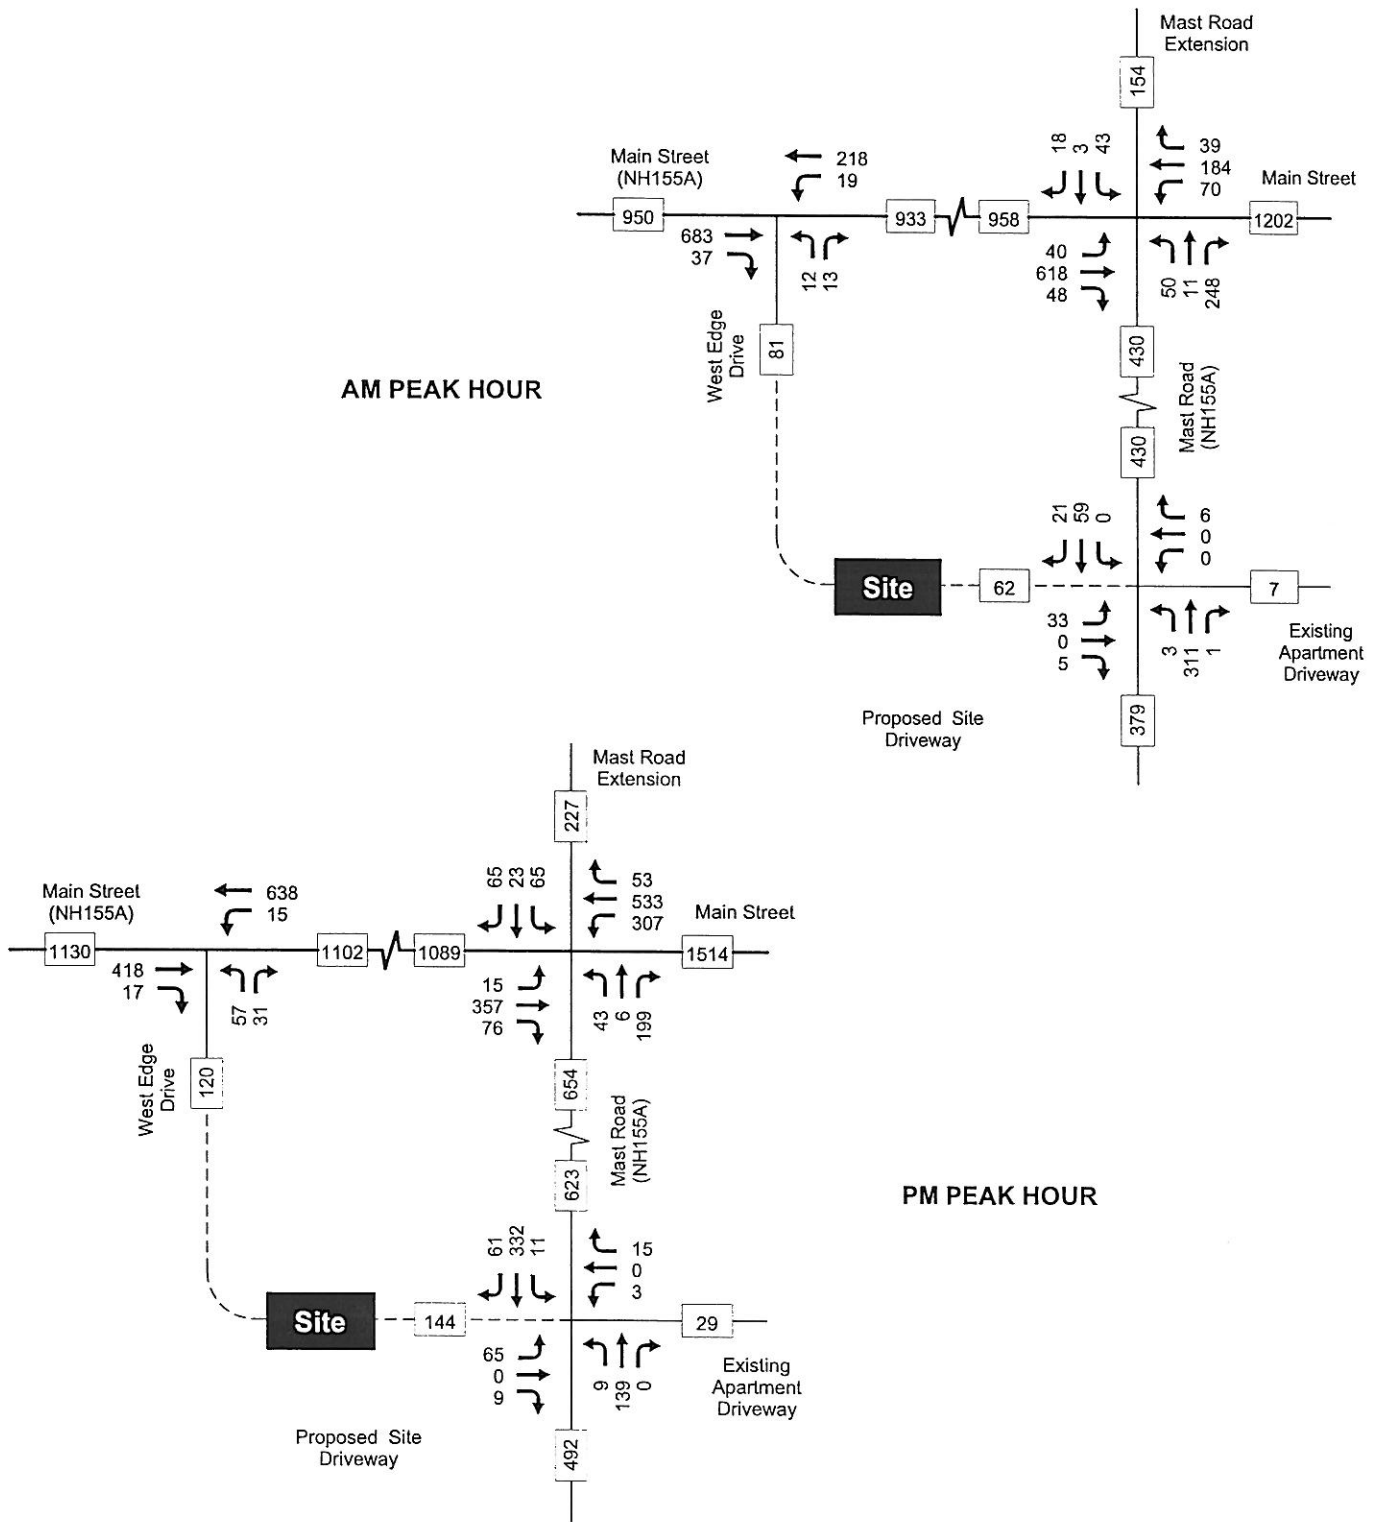 Mast Road
Extension
154
18
3
43
39
184
70
Main Street
(NH155A)
218
19
Main Street
950
933
958
1202
683
37
12
13
40
618
48
50
11
248
West Edge
Drive
81
430
AM PEAK HOUR
Mast Road
(NH155A)
430
21
59
0
6
0
0
Site
62
7
33
0
5
3
311
1
Existing
Apartment
Driveway
Proposed Site
Driveway
379
Mast Road
Extension
227
65
23
65
53
533
307
Main Street
(NH155A)
638
15
Main Street
1130
1102
1089
1514
418
17
57
31
15
357
76
43
6
199
West Edge
Drive
120
654
Mast Road
(NH155A)
623
PM PEAK HOUR
61
332
11
15
0
3
Site
144
29
65
0
9
9
139
0
Existing
Apartment
Driveway
Proposed Site
Driveway
492